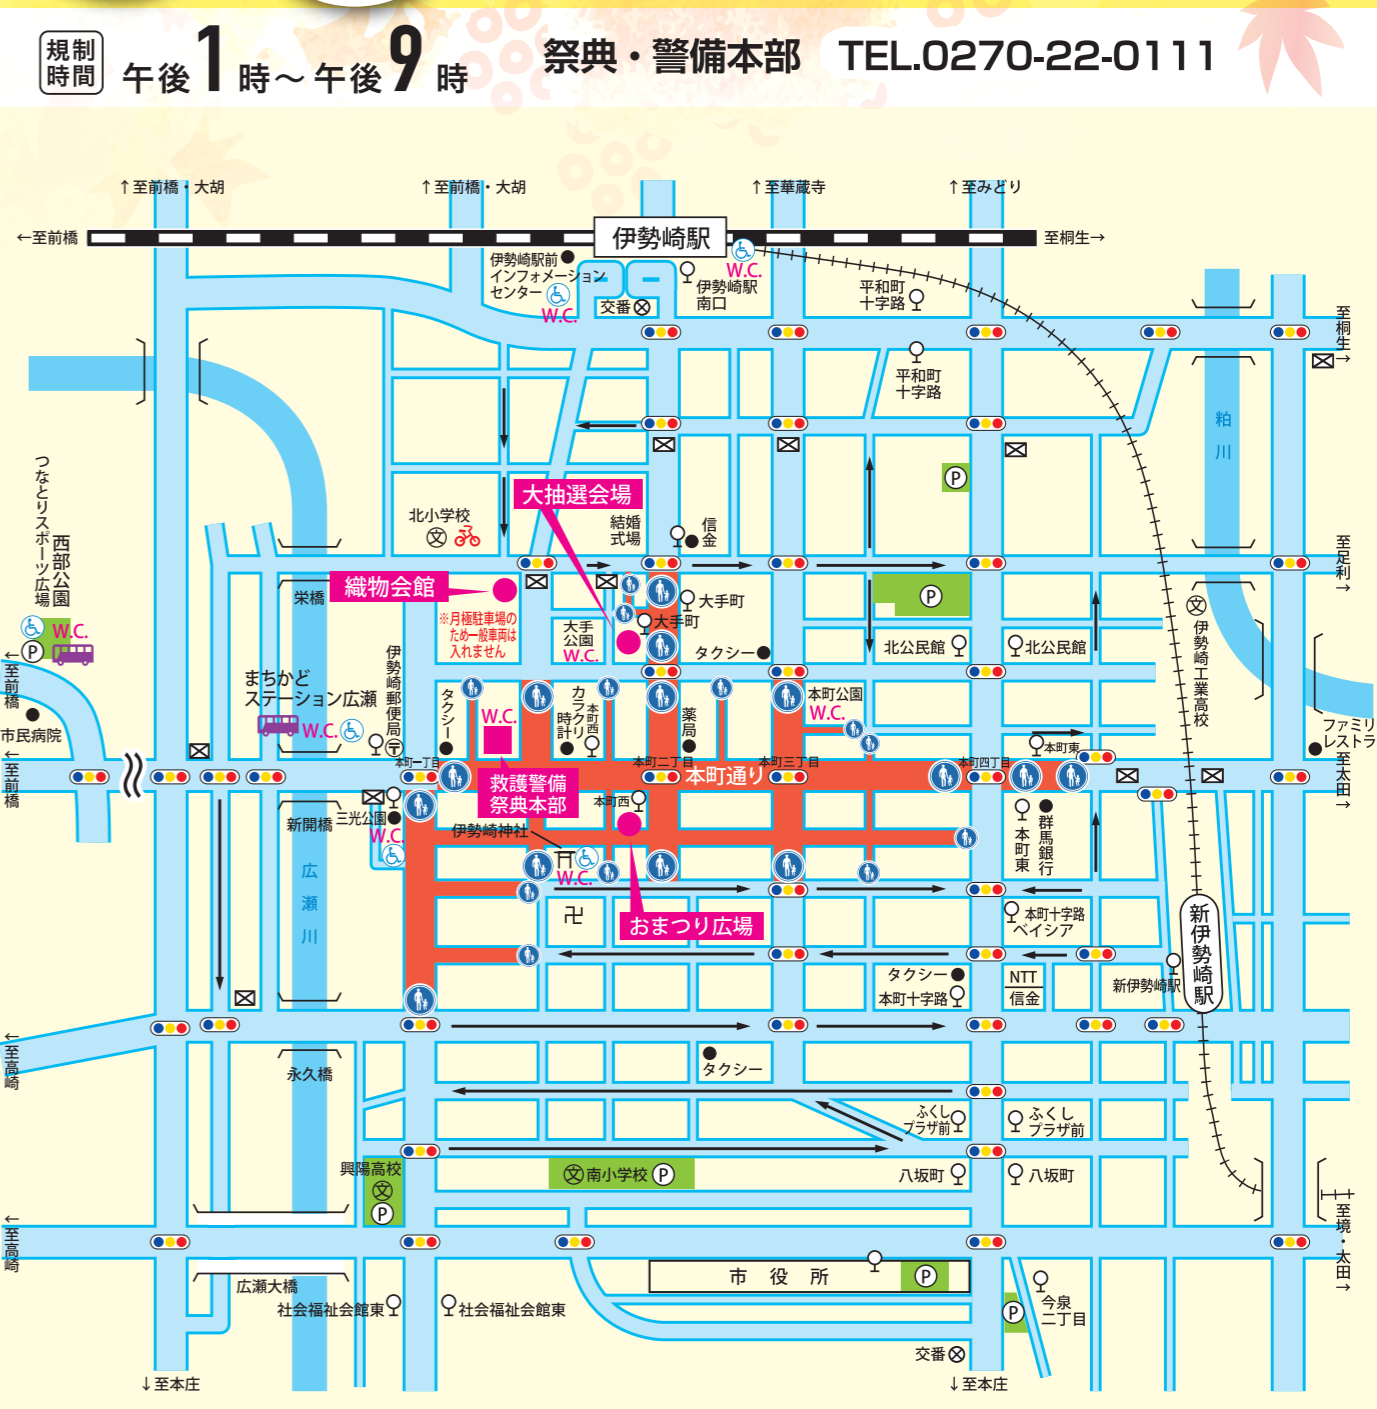 規制
時間
午後1時～午後9時
祭典・警備本部 TEL.0270-22-0111
↑至前橋・大胡
↑至前橋・大胡
↑至華蔵寺
↑至みどり
←至前橋
伊勢崎駅
至桐生→
伊勢崎駅前
インフォメーション
センター
W.C.
交番
W.C.
伊勢崎駅
南口
平和町
十字路
至桐生→
平和町
十字路
粕川
つなとりスポーツ広場
西部公園
W.C.
P
北小学校
文
大抽選会場
結婚
式場
信金
P
至足利→
栄橋
織物会館
※月極駐車場の
ため一般車両は
入れません
大手
公園
W.C.
大手町
大手町
タクシー
P
北公民館
北公民館
文
伊勢崎工業高校
←至前橋
市民病院
まちかど
ステーション広瀬
W.C.
伊勢崎郵便局
〒
タクシー
W.C.
カラクリ
時計
本町西
薬局
本町公園
W.C.
本町東
ファミリー
レストラン
←至前橋
本町一丁目
本町二丁目
本町通り
本町三丁目
本町四丁目
至太田→
救護警備
祭典本部
本町西
新開橋
三光公園
W.C.
伊勢崎神社
W.C.
本町東
群馬銀行
広瀬川
卍
おまつり広場
本町十字路
ベイシア
新伊勢崎駅
タクシー
本町十字路
NTT
信金
新伊勢崎駅
←至高崎
永久橋
タクシー
ふくし
プラザ前
ふくし
プラザ前
興陽高校
文
P
文南小学校P
八坂町
八坂町
←至高崎
至境・太田→
広瀬大橋
市役所
P
社会福祉会館東
社会福祉会館東
P
今泉
二丁目
交番
↓至本庄
↓至本庄